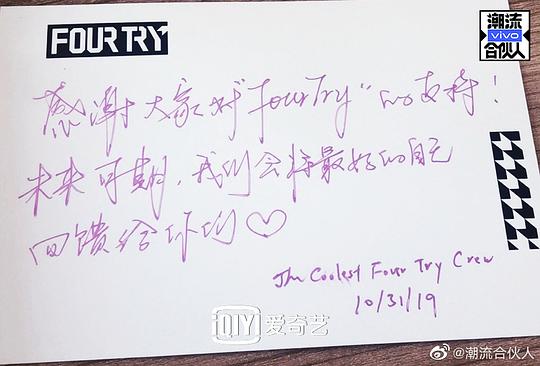 FOURTRY
潮流
vivo
合伙人
感谢大家对"FourTry"的支持！
未来可期，我们会将最好的自己
回馈给你们♡
The Coolest Four Try Crew
10/31/19
iQIYI 爱奇艺
@潮流合伙人